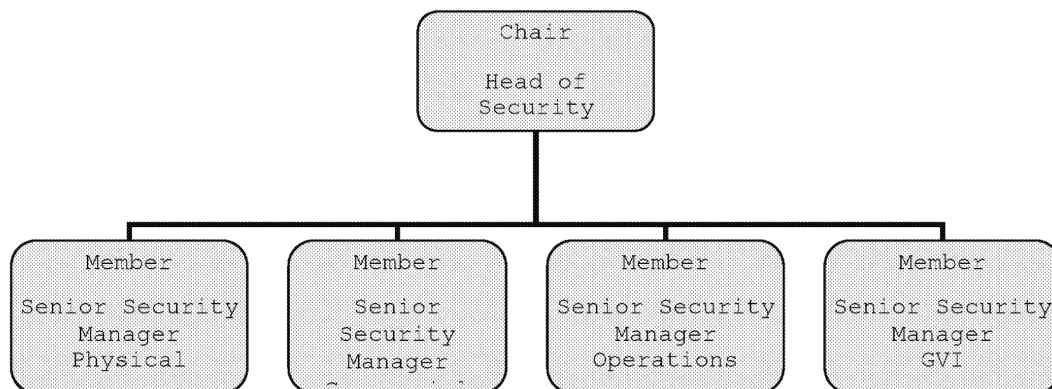 Chair
Head of
Security
Member
Senior Security
Manager
Physical
Member
Senior
Security
Manager
Member
Senior Security
Manager
Operations
Member
Senior Security
Manager
GVI